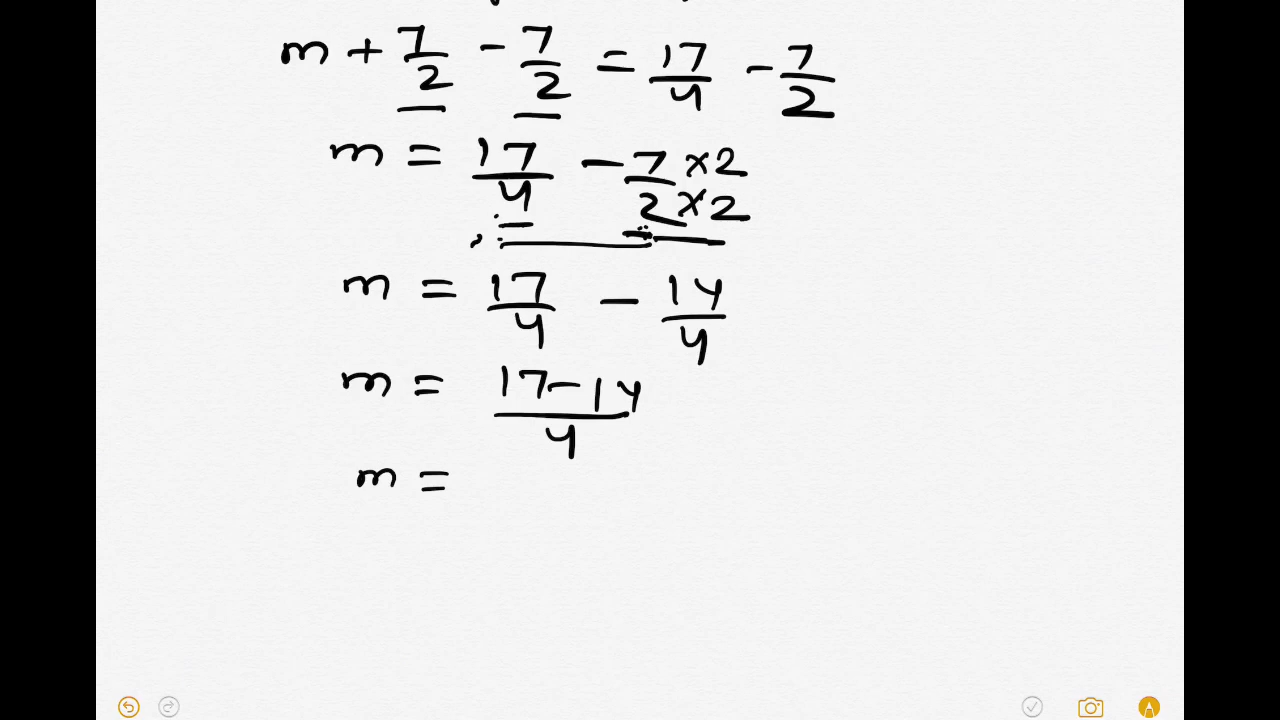 m + 7/2 - 7/2 = 17/4 - 7/2
m = 17/4 - 7×2/2×2
m = 17/4 - 14/4
m = 17-14/4
m =